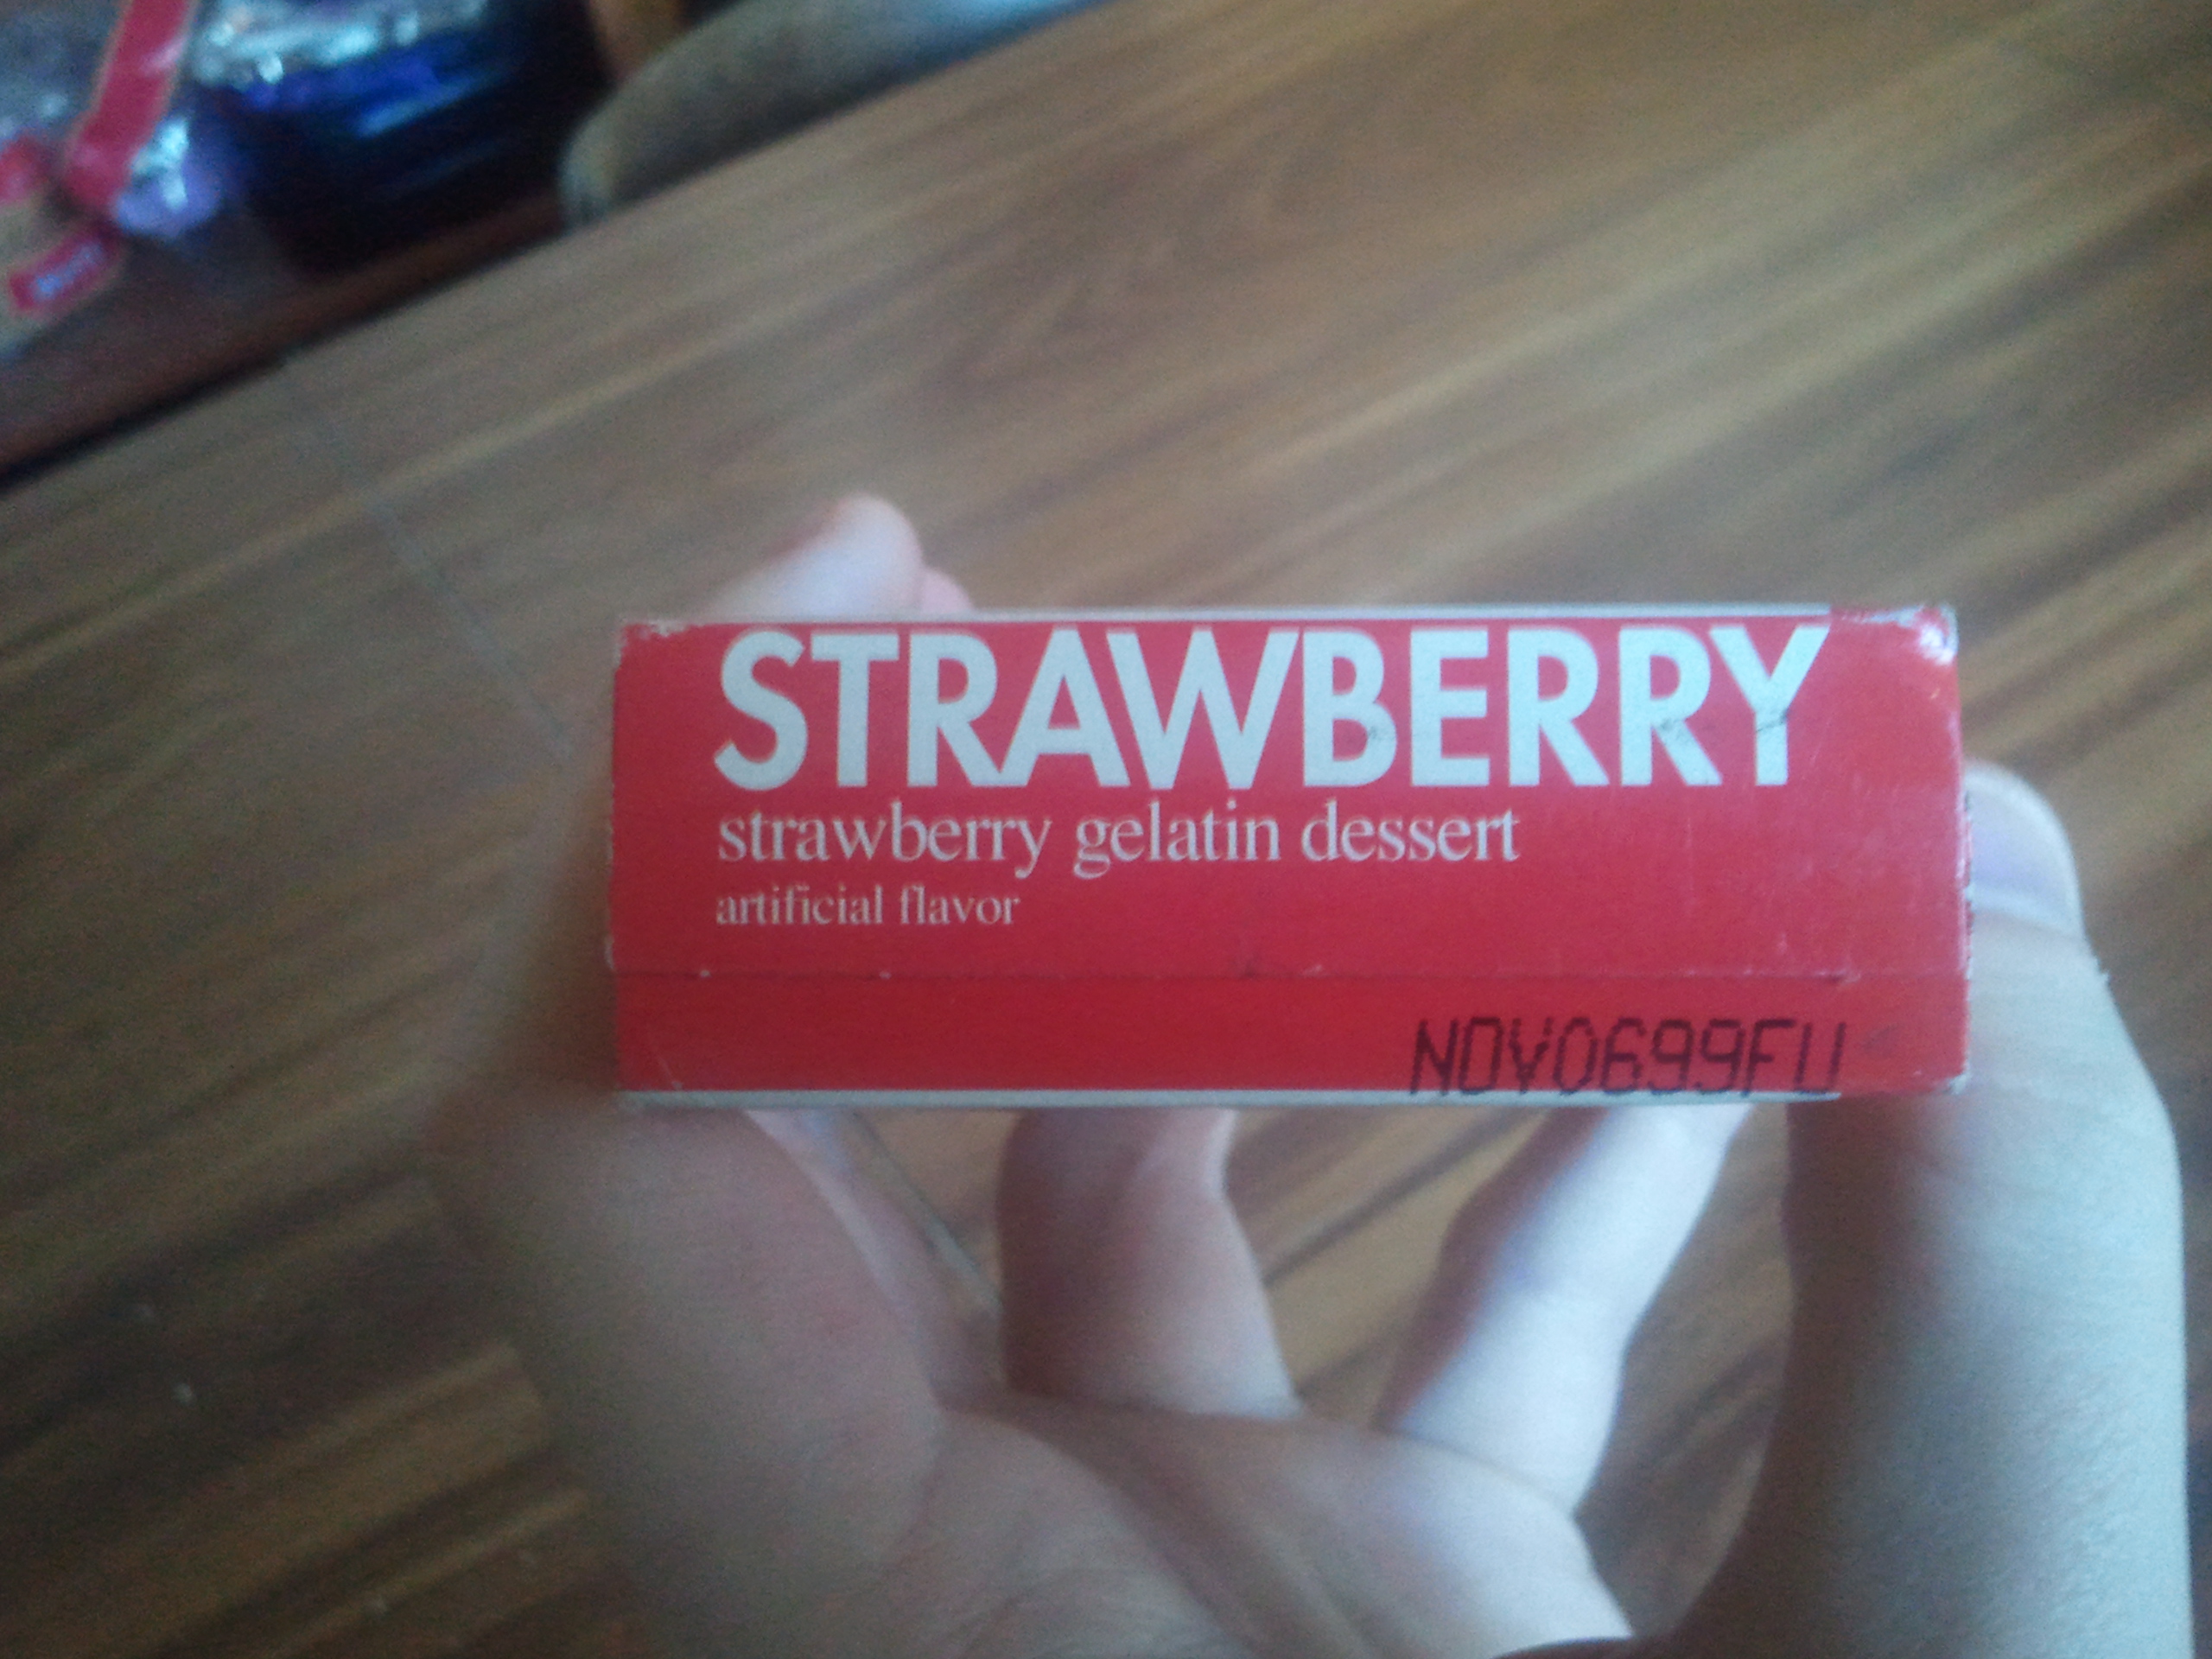 STRAWBERRY
strawberry gelatin dessert
artificial flavor
NOV0699FU